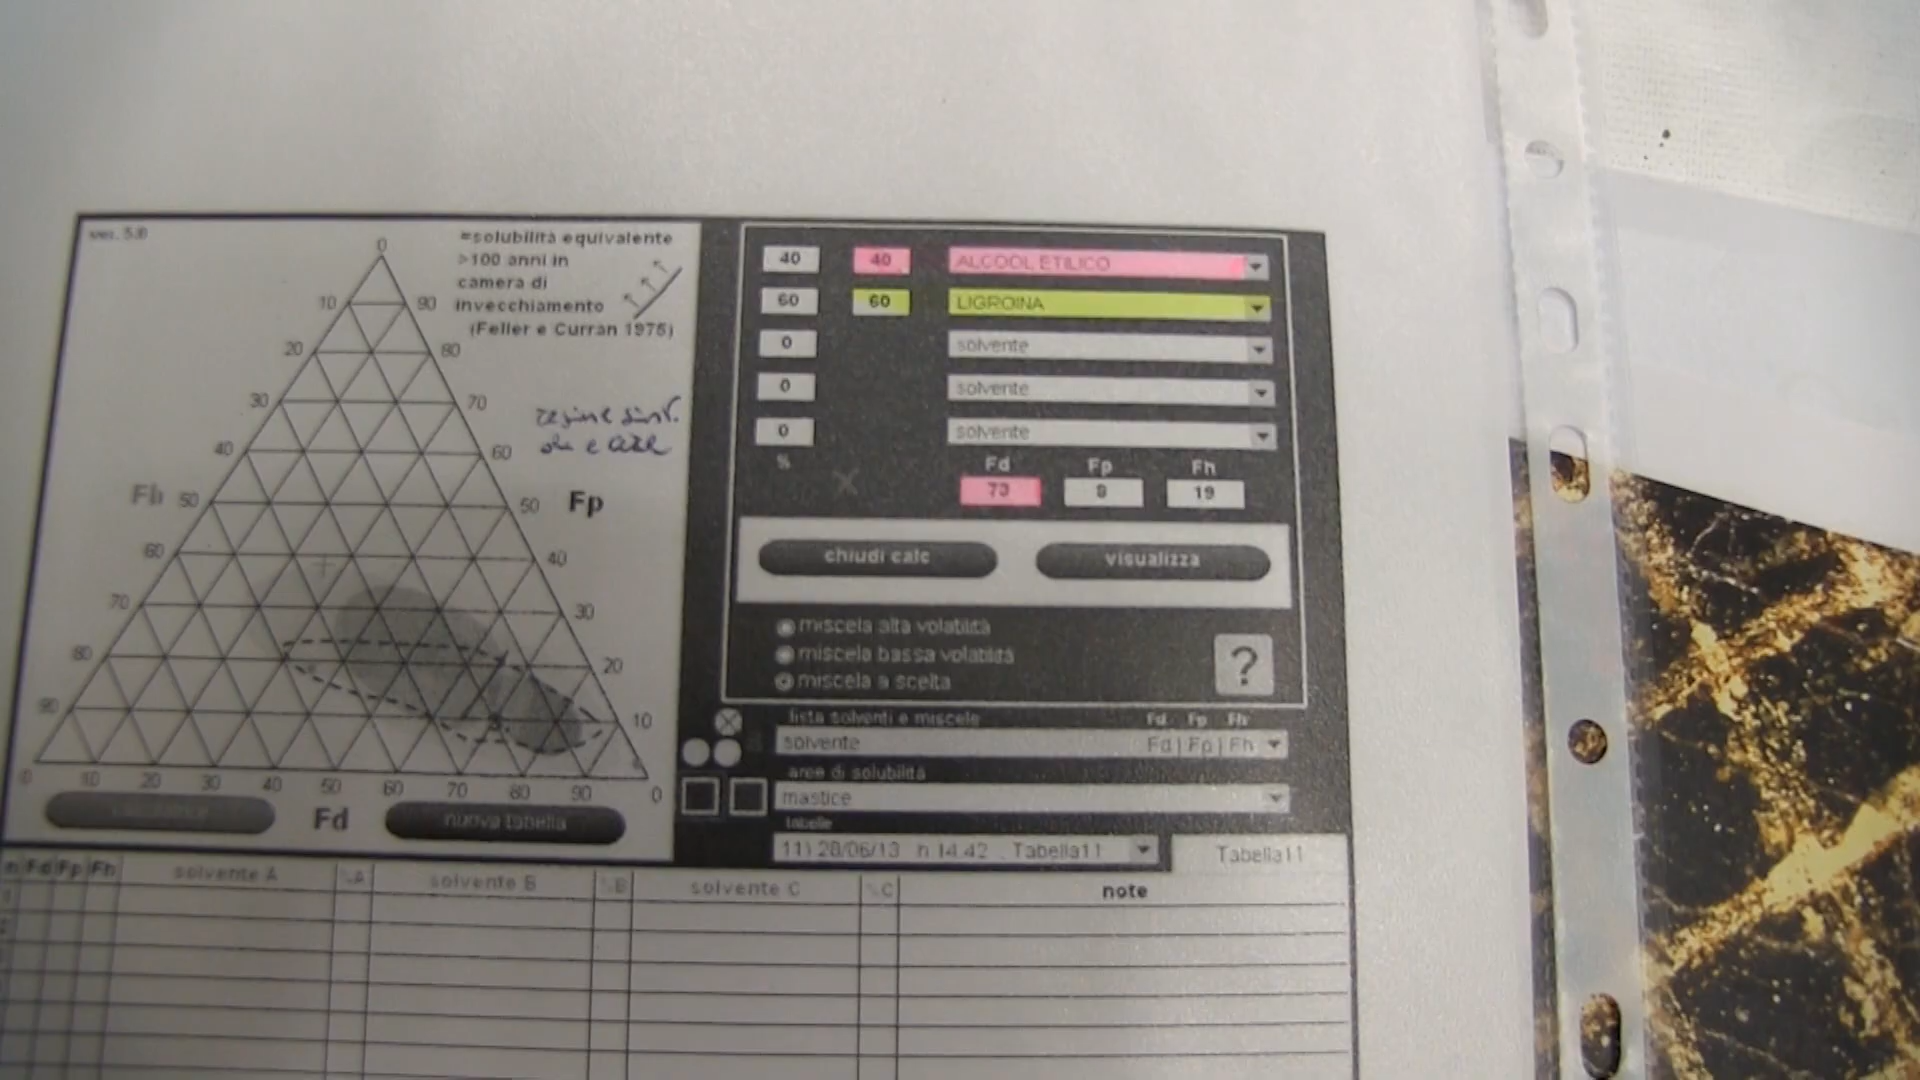 ver. 5.0
=solubilità equivalente
>100 anni in
camera di
invecchiamento
(Feller e Curran 1975)
0
10 90
20 80
30 70
40 60
Fh 50 50 Fp
60 40
70 30
80 20
90 10
0 10 20 30 40 50 60 70 80 90 0
Fd
nuova tabella
40 40 ALCOOL ETILICO
60 60 LIGROINA
0 solvente
0 solvente
0 solvente
% Fd Fp Fh
73 8 19
chiudi calc visualizza
miscela alta volatilità
miscela bassa volatilità
miscela a scelta
?
lista solventi e miscele Fd Fp Fh
solvente Fd | Fp | Fh
aree di solubilità
mastice
tabelle
11) 28/06/13 h.14.42 . Tabella11 Tabella11
n Fd Fp Fh solvente A %A solvente B %B solvente C %C note
1
2